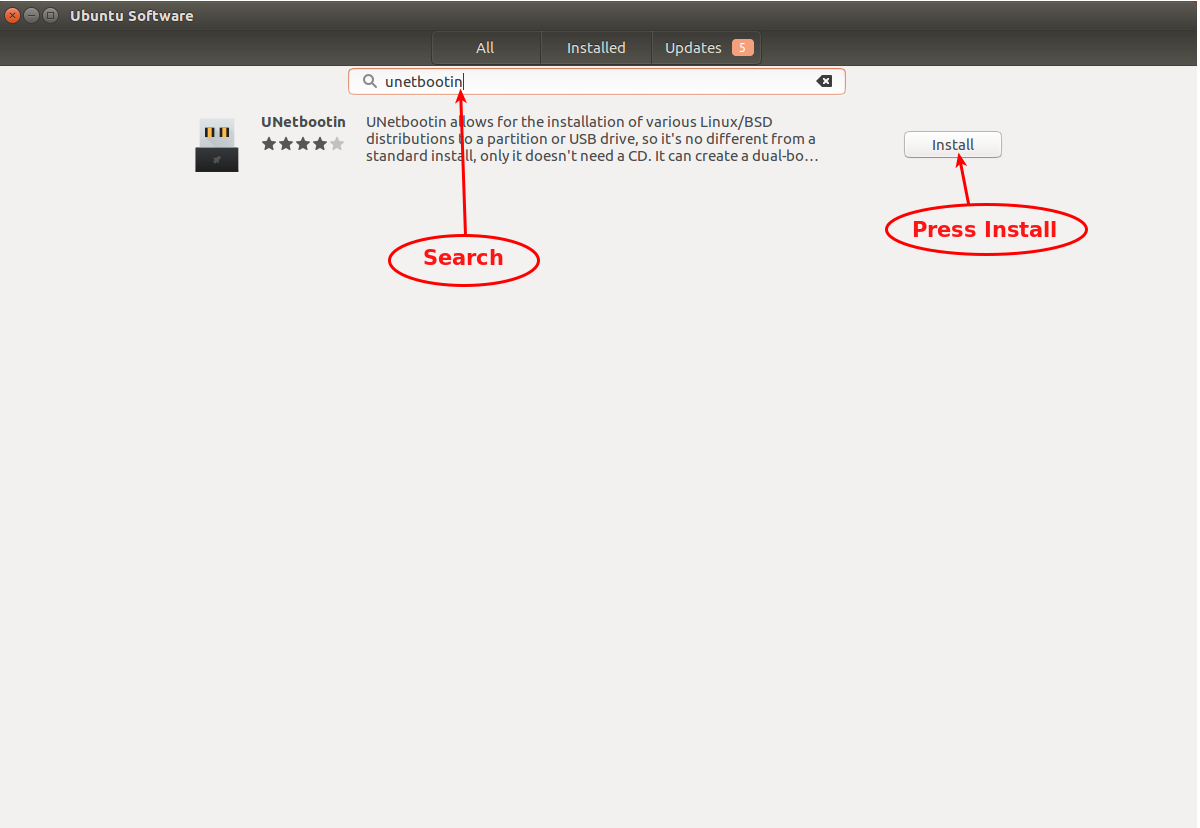 Ubuntu Software
All Installed Updates 5
unetbootin
UNetbootin
UNetbootin allows for the installation of various Linux/BSD
distributions to a partition or USB drive, so it's no different from a
standard install, only it doesn't need a CD. It can create a dual-bo...
Install
Press Install
Search